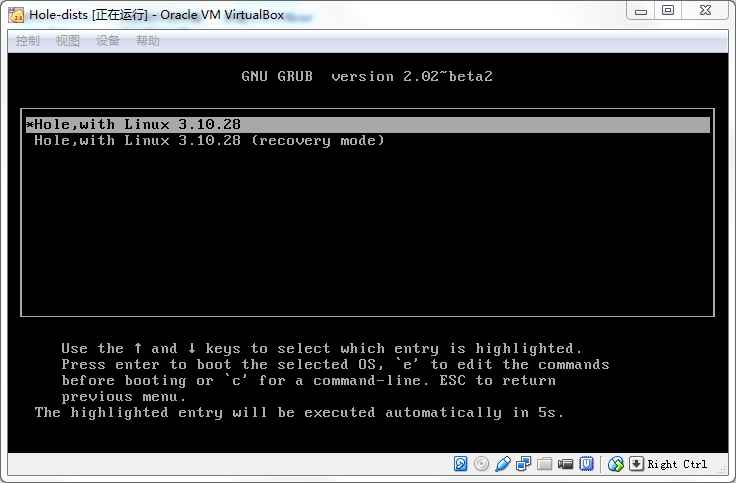 Hole-dists [正在运行] - Oracle VM VirtualBox
控制 视图 设备 帮助
GNU GRUB version 2.02~beta2
*Hole,with Linux 3.10.28
Hole,with Linux 3.10.28 (recovery mode)
Use the ↑ and ↓ keys to select which entry is highlighted.
Press enter to boot the selected OS, `e' to edit the commands
before booting or `c' for a command-line. ESC to return
previous menu.
The highlighted entry will be executed automatically in 5s.
Right Ctrl